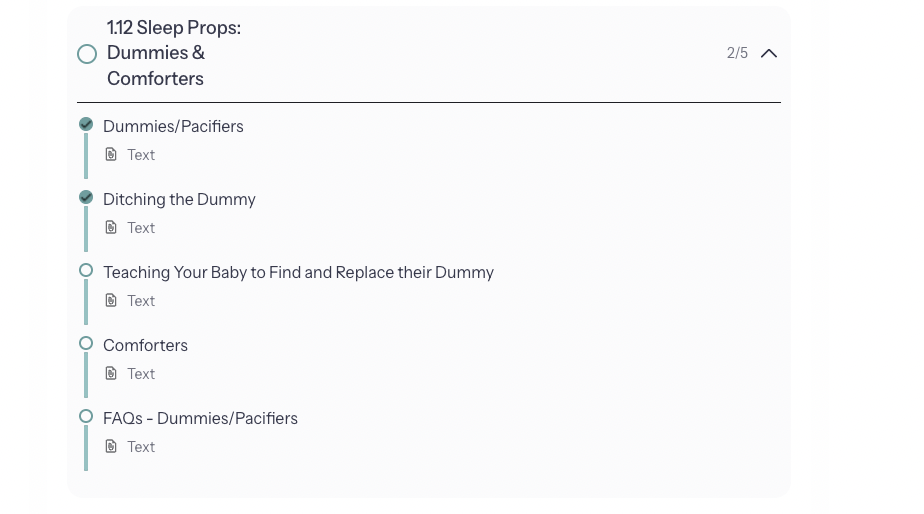 1.12 Sleep Props:
Dummies &
Comforters
2/5
Dummies/Pacifiers
Text
Ditching the Dummy
Text
Teaching Your Baby to Find and Replace their Dummy
Text
Comforters
Text
FAQs - Dummies/Pacifiers
Text